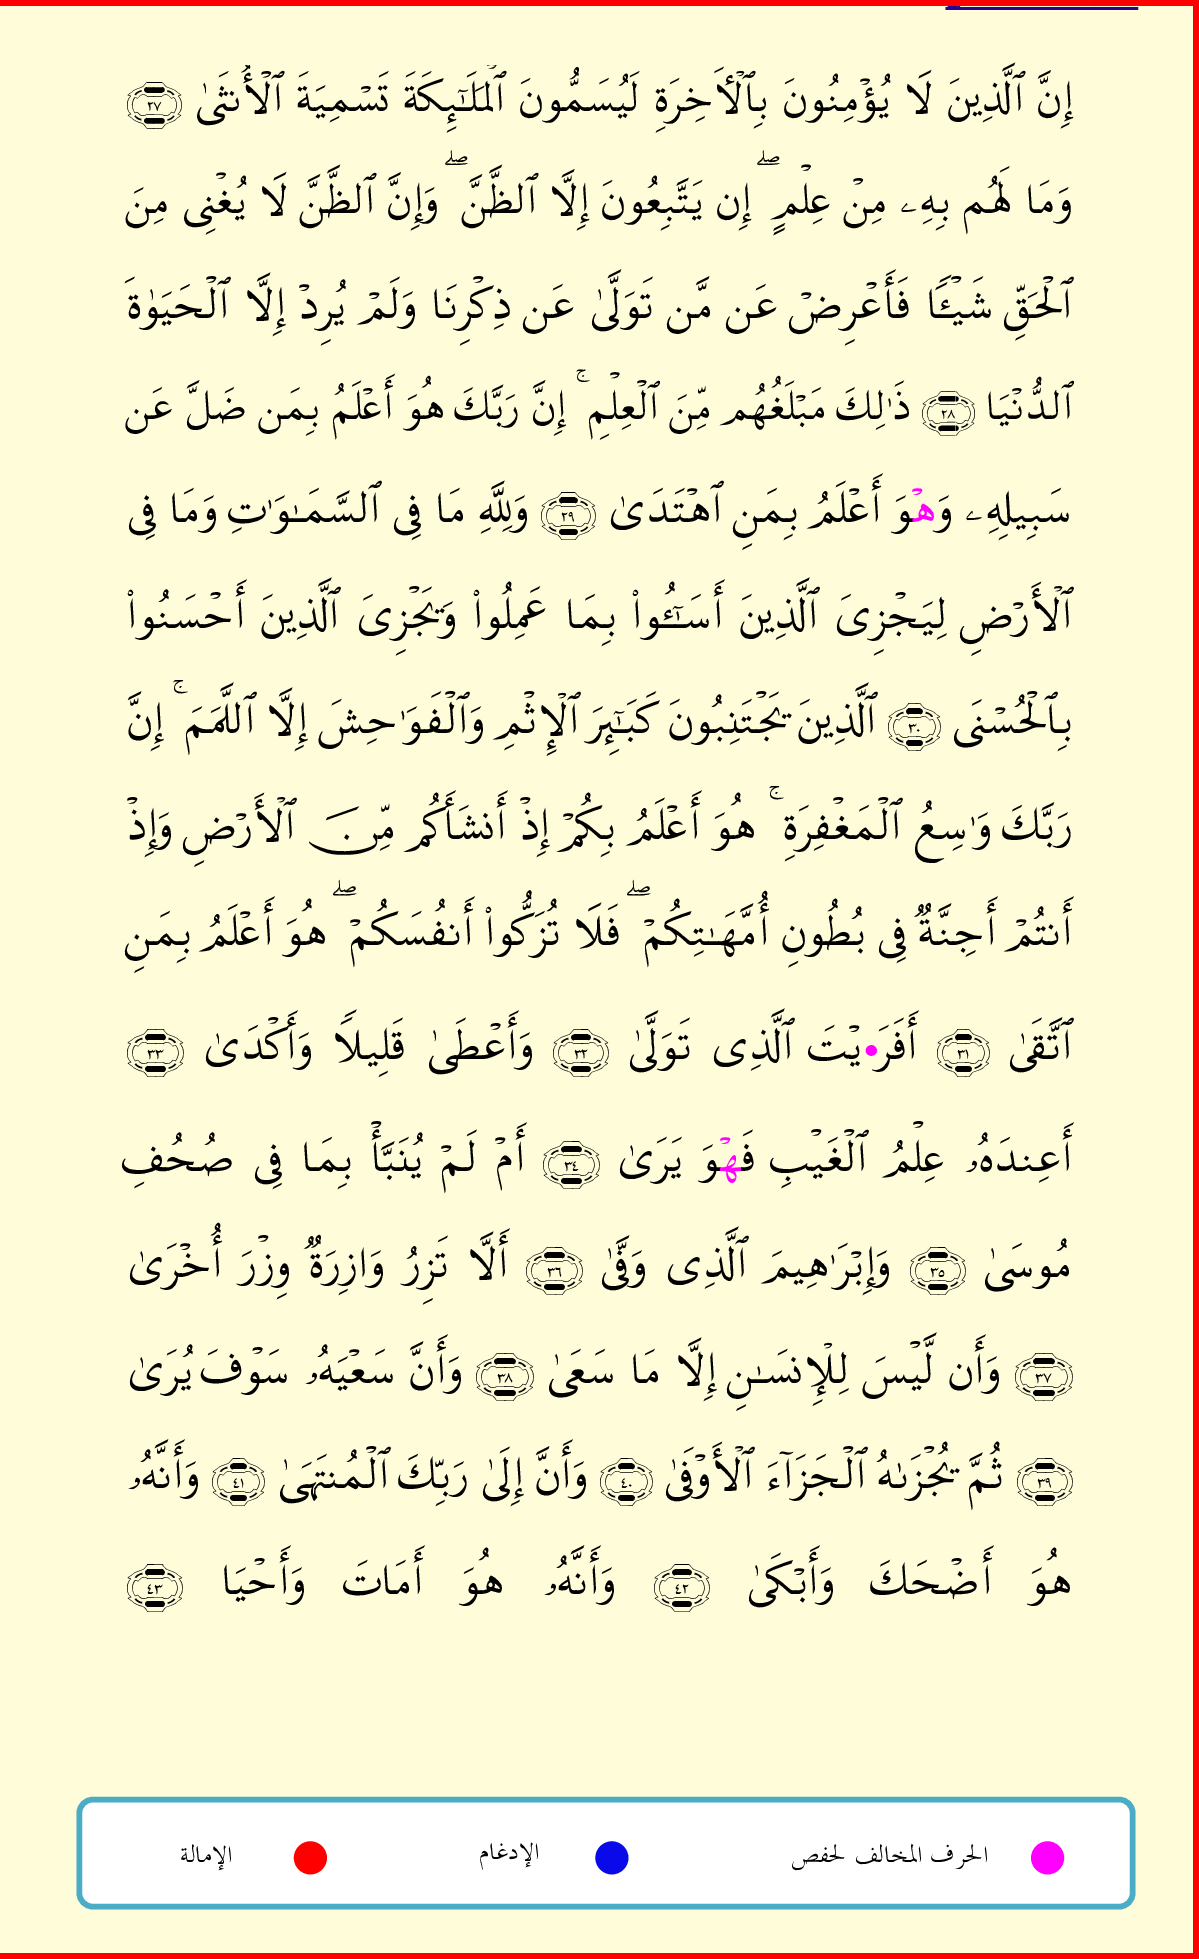 إِنَّ ٱلَّذِينَ لَا يُؤْمِنُونَ بِٱلْأَخِرَةِ لَيُسَمُّونَ ٱلْمَلَـٰٓئِكَةَ تَسْمِيَةَ ٱلْأُنثَىٰ ٢٧
وَمَا لَهُم بِهِۦ مِنْ عِلْمٍ ۖ إِن يَتَّبِعُونَ إِلَّا ٱلظَّنَّ ۖ وَإِنَّ ٱلظَّنَّ لَا يُغْنِى مِنَ
ٱلْحَقِّ شَيْـًٔا فَأَعْرِضْ عَن مَّن تَوَلَّىٰ عَن ذِكْرِنَا وَلَمْ يُرِدْ إِلَّا ٱلْحَيَوٰةَ
ٱلدُّنْيَا ٢٨ ذَٰلِكَ مَبْلَغُهُم مِّنَ ٱلْعِلْمِ ۚ إِنَّ رَبَّكَ هُوَ أَعْلَمُ بِمَن ضَلَّ عَن
سَبِيلِهِۦ وَهْوَ أَعْلَمُ بِمَنِ ٱهْتَدَىٰ ٢٩ وَلِلَّهِ مَا فِى ٱلسَّمَـٰوَٰتِ وَمَا فِى
ٱلْأَرْضِ لِيَجْزِىَ ٱلَّذِينَ أَسَـٰٓـُٔوا۟ بِمَا عَمِلُوا۟ وَيَجْزِىَ ٱلَّذِينَ أَحْسَنُوا۟
بِٱلْحُسْنَى ٣٠ ٱلَّذِينَ يَجْتَنِبُونَ كَبَـٰٓئِرَ ٱلْإِثْمِ وَٱلْفَوَٰحِشَ إِلَّا ٱللَّمَمَ ۚ إِنَّ
رَبَّكَ وَٰسِعُ ٱلْمَغْفِرَةِ ۚ هُوَ أَعْلَمُ بِكُمْ إِذْ أَنشَأَكُم مِّنَ ٱلْأَرْضِ وَإِذْ
أَنتُمْ أَجِنَّةٌ فِى بُطُونِ أُمَّهَـٰتِكُمْ ۖ فَلَا تُزَكُّوا۟ أَنفُسَكُمْ ۖ هُوَ أَعْلَمُ بِمَنِ
ٱتَّقَىٰ ٣١ أَفَرَ•يْتَ ٱلَّذِى تَوَلَّىٰ ٣٢ وَأَعْطَىٰ قَلِيلًا وَأَكْدَىٰ ٣٣
أَعِندَهُۥ عِلْمُ ٱلْغَيْبِ فَهْوَ يَرَىٰ ٣٤ أَمْ لَمْ يُنَبَّأْ بِمَا فِى صُحُفِ
مُوسَىٰ ٣٥ وَإِبْرَٰهِيمَ ٱلَّذِى وَفَّىٰ ٣٦ أَلَّا تَزِرُ وَازِرَةٌ وِزْرَ أُخْرَىٰ
٣٧ وَأَن لَّيْسَ لِلْإِنسَـٰنِ إِلَّا مَا سَعَىٰ ٣٨ وَأَنَّ سَعْيَهُۥ سَوْفَ يُرَىٰ
٣٩ ثُمَّ يُجْزَىٰهُ ٱلْجَزَآءَ ٱلْأَوْفَىٰ ٤٠ وَأَنَّ إِلَىٰ رَبِّكَ ٱلْمُنتَهَىٰ ٤١ وَأَنَّهُۥ
هُوَ أَضْحَكَ وَأَبْكَىٰ ٤٢ وَأَنَّهُۥ هُوَ أَمَاتَ وَأَحْيَا ٤٣
الحرف المخالف لحفص الإدغام الإمالة